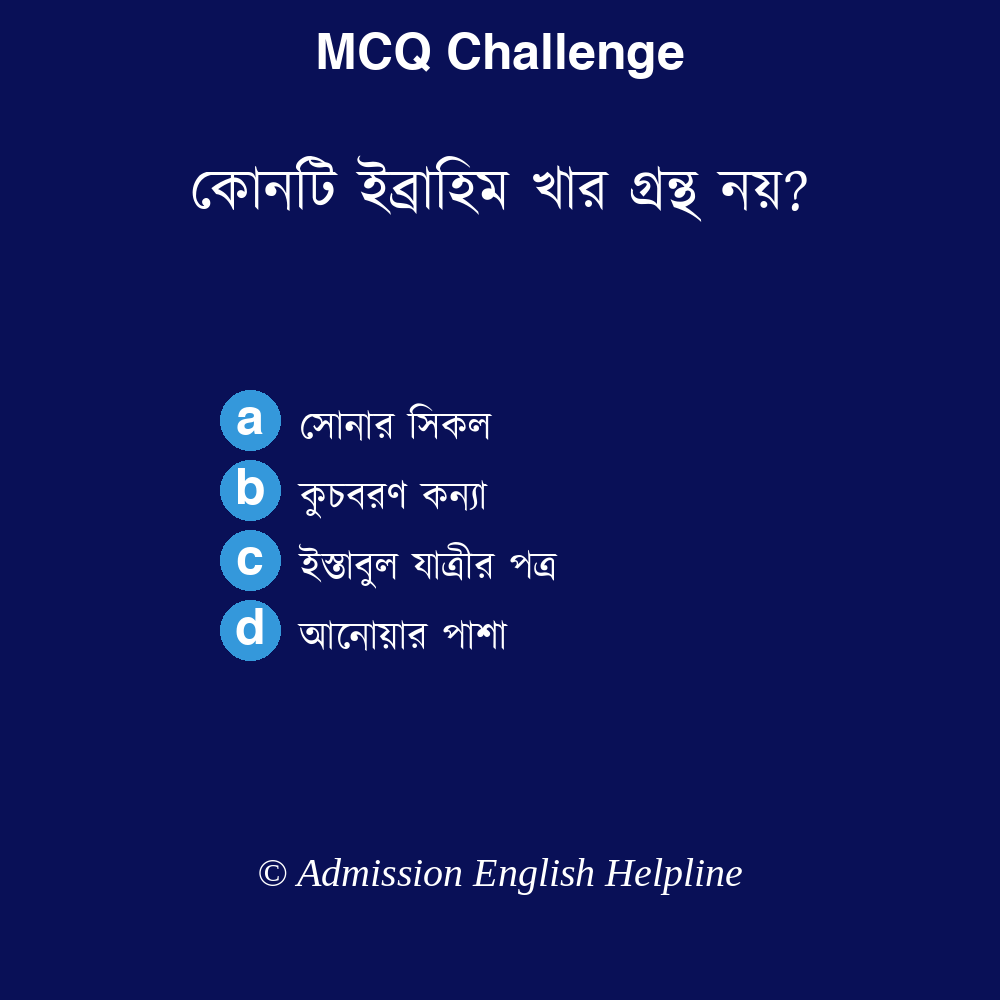 MCQ Challenge
কোনটি ইব্রাহিম খার গ্রন্থ নয়?
a সোনার সিকল
b কুচবরণ কন্যা
c ইস্তাবুল যাত্রীর পত্র
d আনোয়ার পাশা
© Admission English Helpline